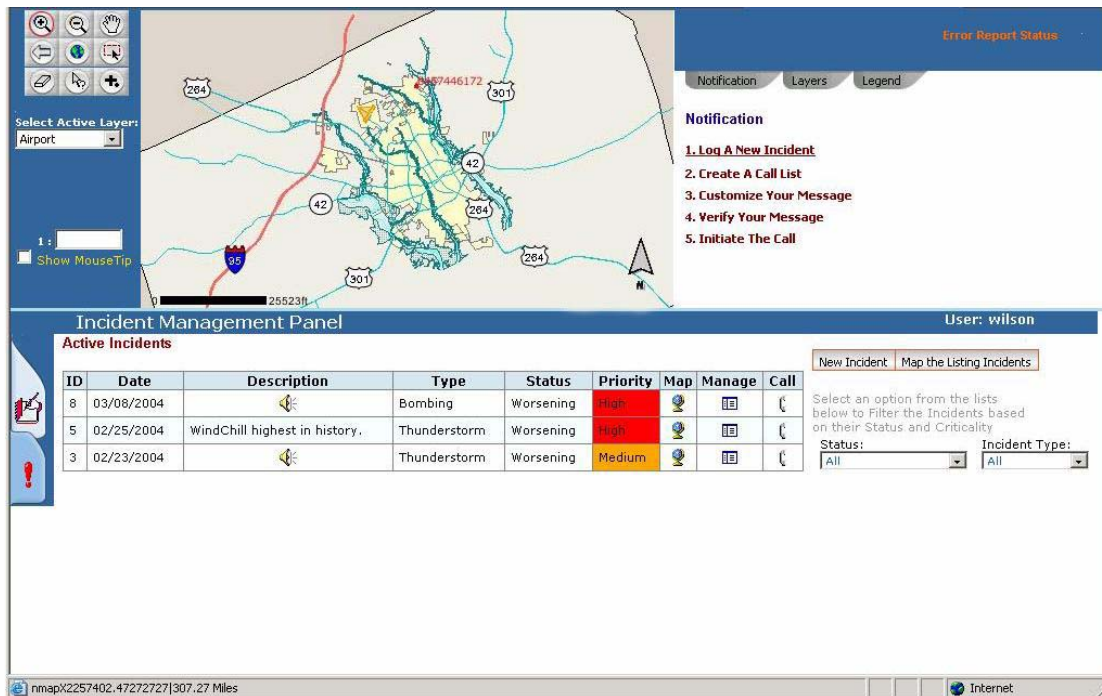 Error Report Status
Select Active Layer:
Airport
1 :
Show MouseTip
264
301
42
42
264
264
95
301
0 25523ft
N
Notification Layers Legend
Notification
1. Log A New Incident
2. Create A Call List
3. Customize Your Message
4. Verify Your Message
5. Initiate The Call
Incident Management Panel
User: wilson
Active Incidents
New Incident Map the Listing Incidents
ID Date Description Type Status Priority Map Manage Call
8 03/08/2004 Bombing Worsening High
5 02/25/2004 WindChill highest in history. Thunderstorm Worsening High
3 02/23/2004 Thunderstorm Worsening Medium
Select an option from the lists
below to Filter the Incidents based
on their Status and Criticality
Status: Incident Type:
All All
nmapX2257402.47272727|307.27 Miles
Internet